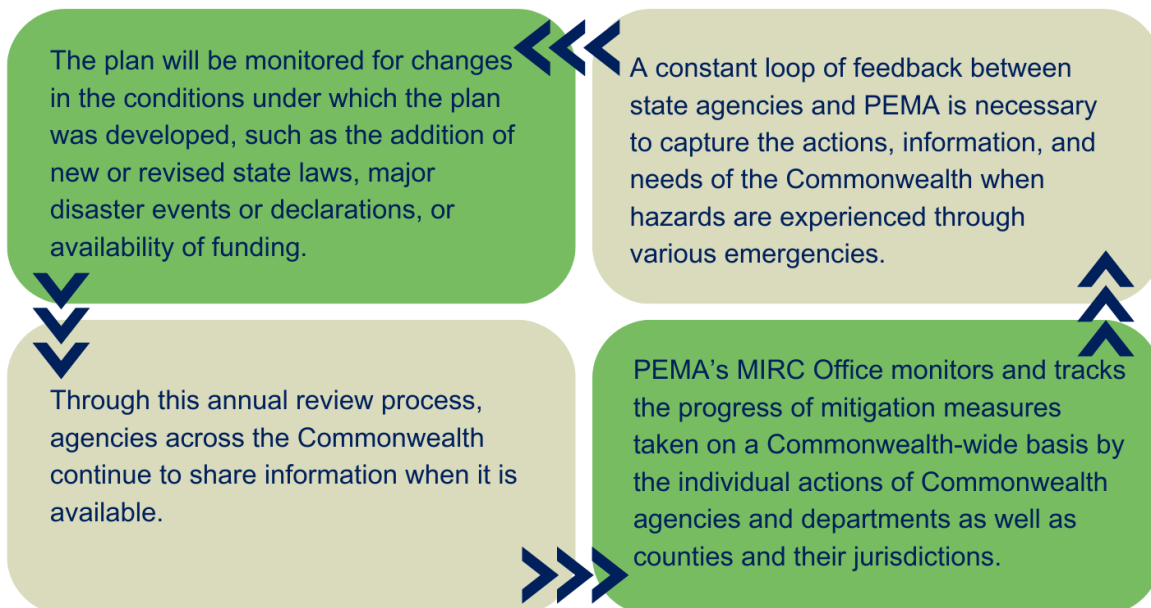 The plan will be monitored for changes
in the conditions under which the plan
was developed, such as the addition of
new or revised state laws, major
disaster events or declarations, or
availability of funding.
A constant loop of feedback between
state agencies and PEMA is necessary
to capture the actions, information, and
needs of the Commonwealth when
hazards are experienced through
various emergencies.
Through this annual review process,
agencies across the Commonwealth
continue to share information when it is
available.
PEMA’s MIRC Office monitors and tracks
the progress of mitigation measures
taken on a Commonwealth-wide basis by
the individual actions of Commonwealth
agencies and departments as well as
counties and their jurisdictions.